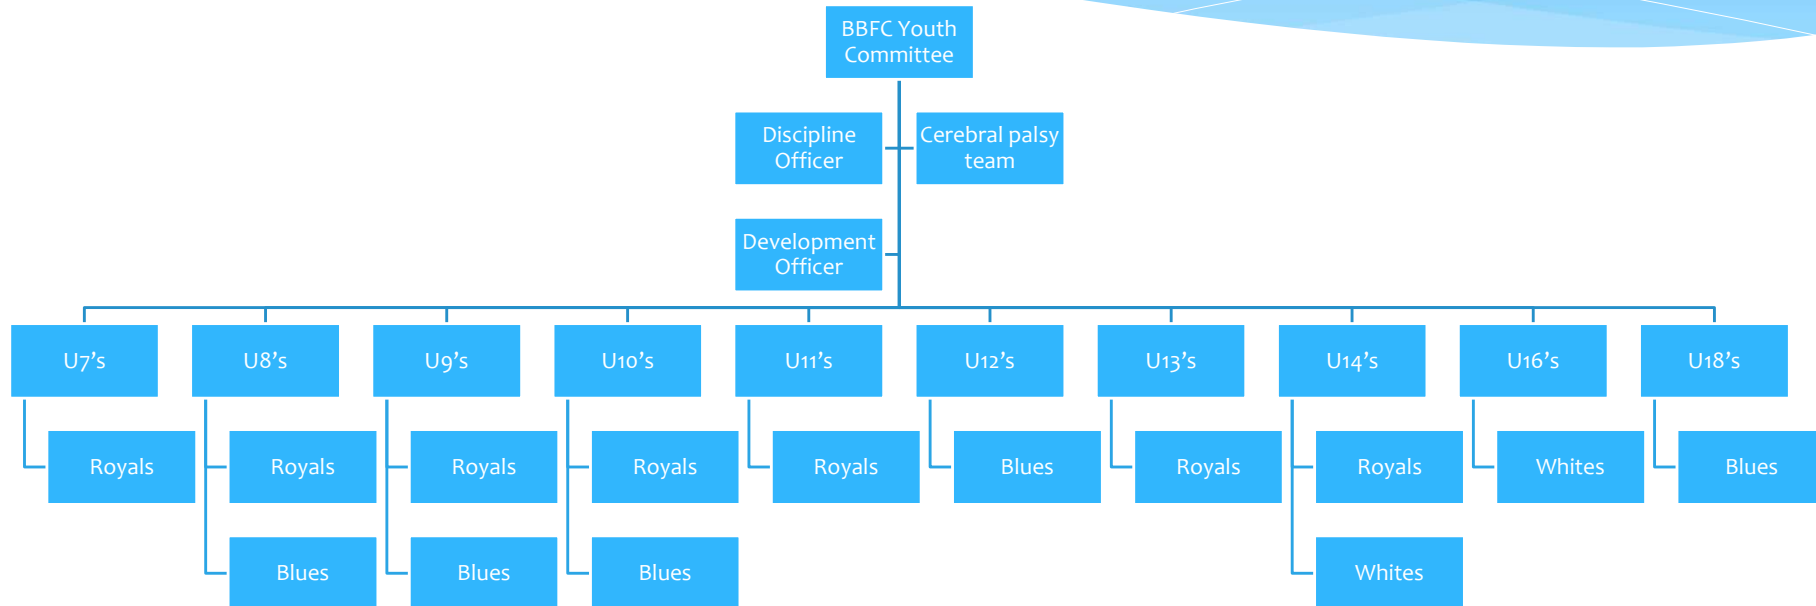 BBFC Youth
Committee
Discipline
Officer
Cerebral palsy
team
Development
Officer
U7's
U8's
U9's
U10's
U11's
U12's
U13's
U14's
U16's
U18's
Royals
Royals
Royals
Royals
Royals
Blues
Royals
Royals
Whites
Blues
Blues
Blues
Blues
Whites